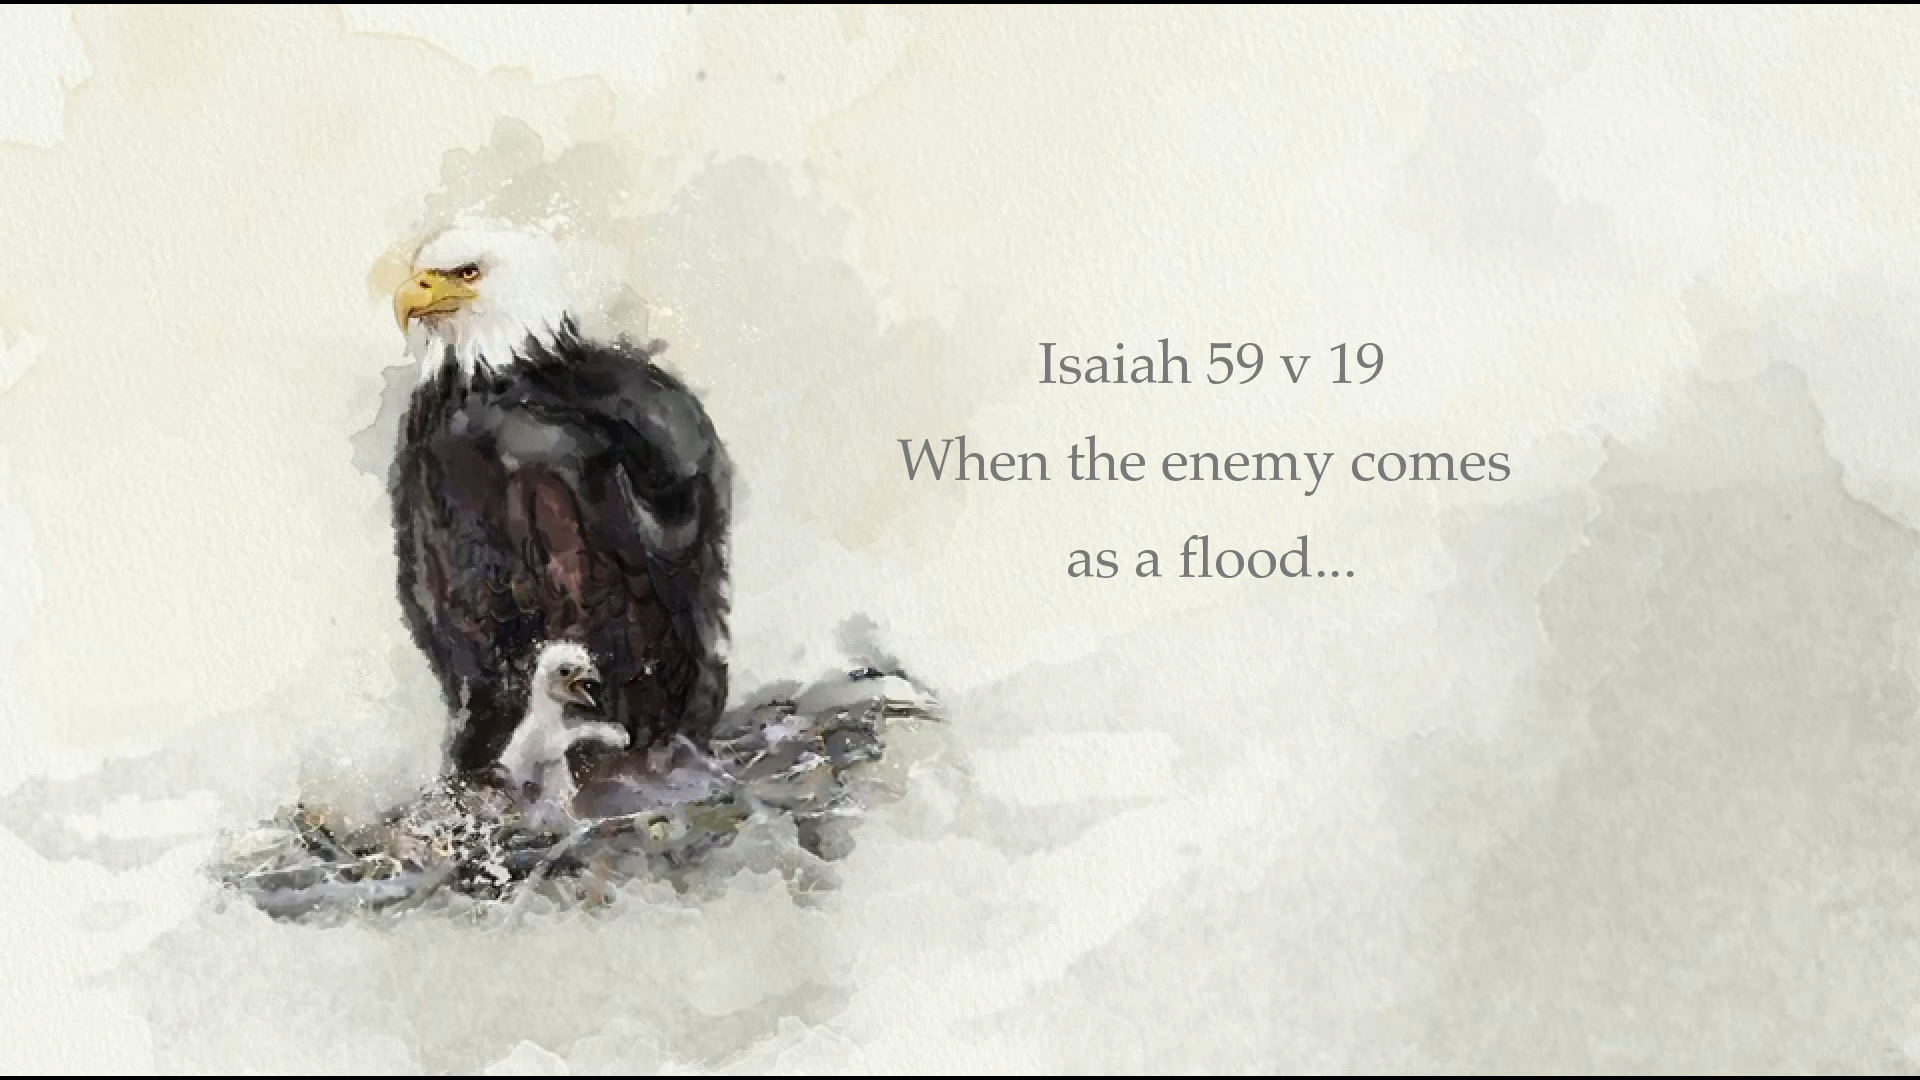 Isaiah 59 v 19
When the enemy comes
as a flood...